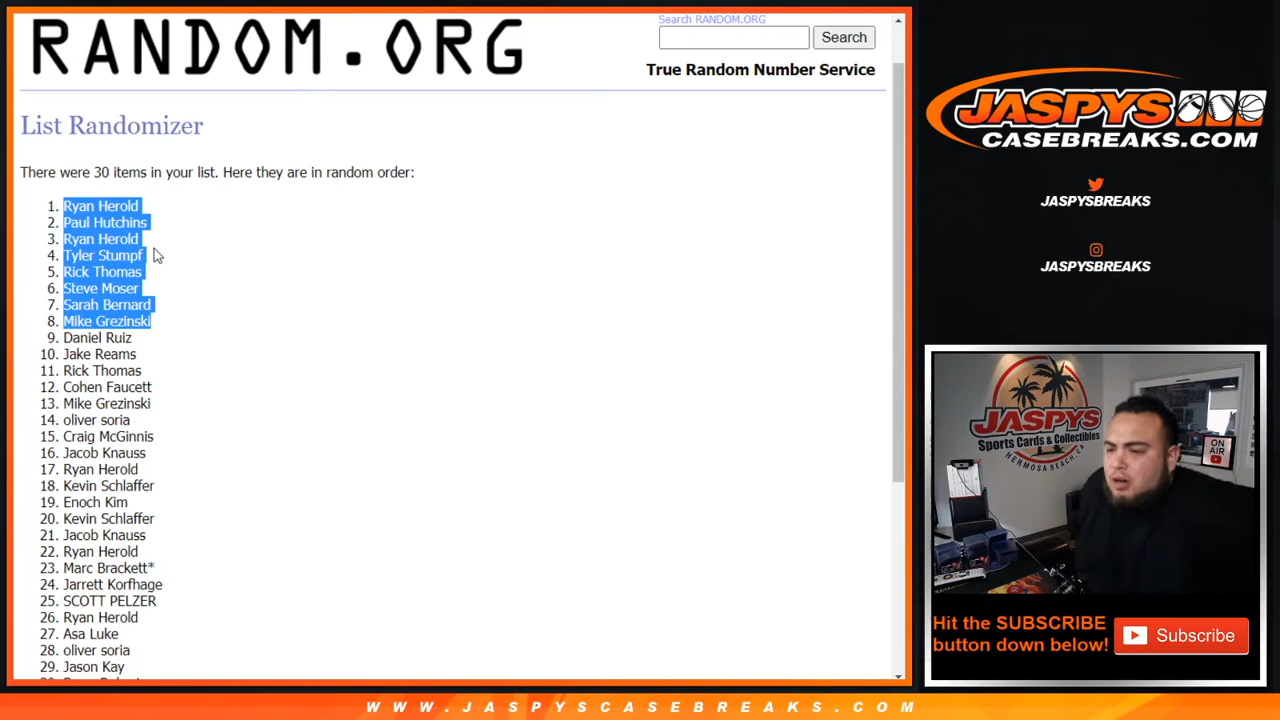 RANDOM.ORG
Search RANDOM.ORG
Search
True Random Number Service
List Randomizer
There were 30 items in your list. Here they are in random order:
1. Ryan Herold
2. Paul Hutchins
3. Ryan Herold
4. Tyler Stumpf
5. Rick Thomas
6. Steve Moser
7. Sarah Bernard
8. Mike Grezinski
9. Daniel Ruiz
10. Jake Reams
11. Rick Thomas
12. Cohen Faucett
13. Mike Grezinski
14. oliver soria
15. Craig McGinnis
16. Jacob Knauss
17. Ryan Herold
18. Kevin Schlaffer
19. Enoch Kim
20. Kevin Schlaffer
21. Jacob Knauss
22. Ryan Herold
23. Marc Brackett*
24. Jarrett Korfhage
25. SCOTT PELZER
26. Ryan Herold
27. Asa Luke
28. oliver soria
29. Jason Kay
JASPYS
CASEBREAKS.COM
JASPYSBREAKS
JASPYSBREAKS
JASPYS
Sports Cards & Collectibles
HERMOSA BEACH, CA
ON AIR
Hit the SUBSCRIBE
button down below!
Subscribe
WWW.JASPYSCASEBREAKS.COM